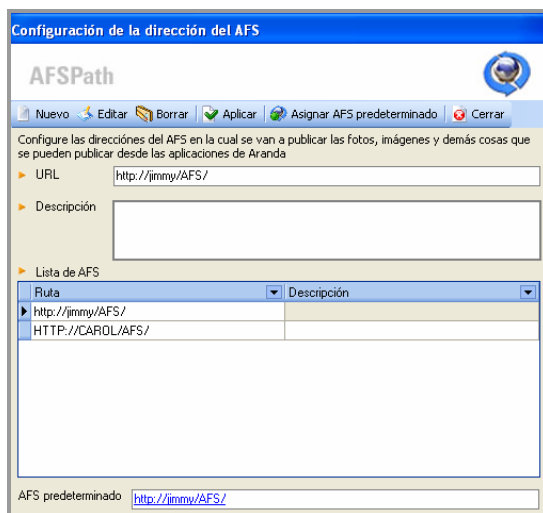 Configuración de la dirección del AFS
AFSPath
Nuevo Editar Borrar Aplicar Asignar AFS predeterminado Cerrar
Configure las direcciónes del AFS en la cual se van a publicar las fotos, imágenes y demás cosas que
se pueden publicar desde las aplicaciones de Aranda
URL http://jimmy/AFS/
Descripción
Lista de AFS
Ruta Descripción
http://jimmy/AFS/
HTTP://CAROL/AFS/
AFS predeterminado http://jimmy/AFS/